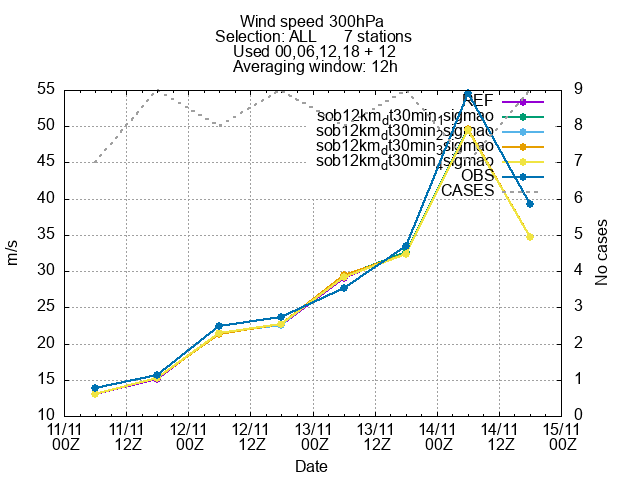 Wind speed 300hPa
Selection: ALL 7 stations
Used 00,06,12,18 + 12
Averaging window: 12h
55 9
50 8
45 7
40 6
35 5
30 4
25 3
20 2
15 1
10 0
REF
sob12km_dt30min_1sigmao
sob12km_dt30min_2sigmao
sob12km_dt30min_3sigmao
sob12km_dt30min_4sigmao
OBS
CASES
m/s
No cases
11/11 11/11 12/11 12/11 13/11 13/11 14/11 14/11 15/11
00Z 12Z 00Z 12Z 00Z 12Z 00Z 12Z 00Z
Date